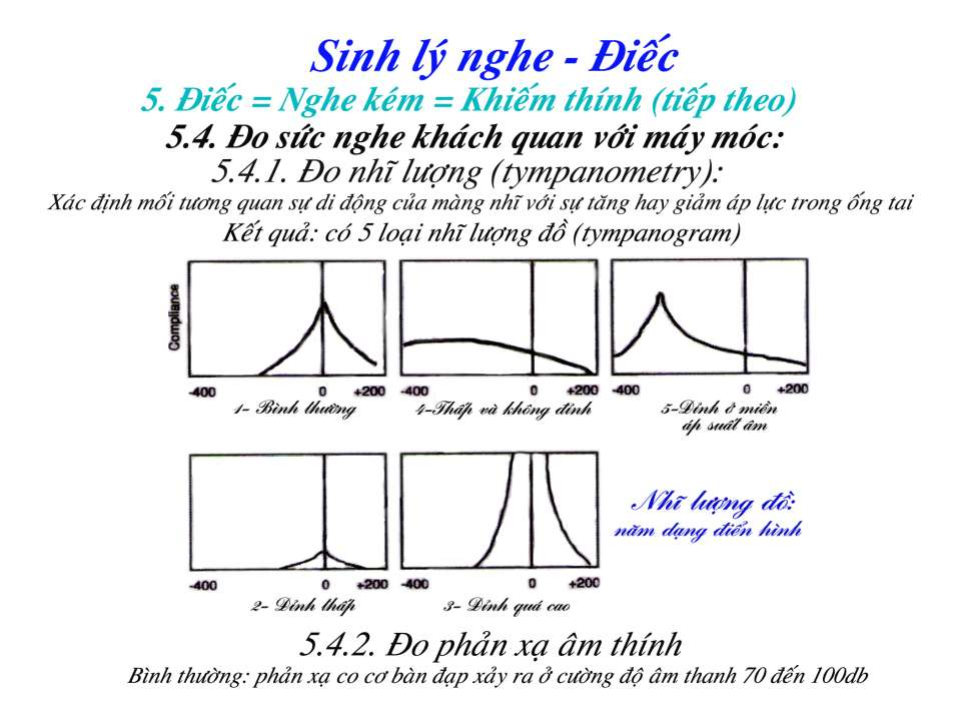 Sinh lý nghe - Điếc
5. Điếc = Nghe kém = Khiếm thính (tiếp theo)
5.4. Đo sức nghe khách quan với máy móc:
5.4.1. Đo nhĩ lượng (tympanometry):
Xác định mối tương quan sự di động của màng nhĩ với sự tăng hay giảm áp lực trong ống tai
Kết quả: có 5 loại nhĩ lượng đồ (tympanogram)
Compliance
-400 0 +200 -400 0 +200 -400 0 +200
1- Bình thường 4-Thấp và không đỉnh 5-Đỉnh ở miền
áp suất âm
Nhĩ lượng đồ:
năm dạng điển hình
-400 0 +200 -400 0 +200
2- Đỉnh thấp 3- Đỉnh quá cao
5.4.2. Đo phản xạ âm thính
Bình thường: phản xạ co cơ bàn đạp xảy ra ở cường độ âm thanh 70 đến 100db